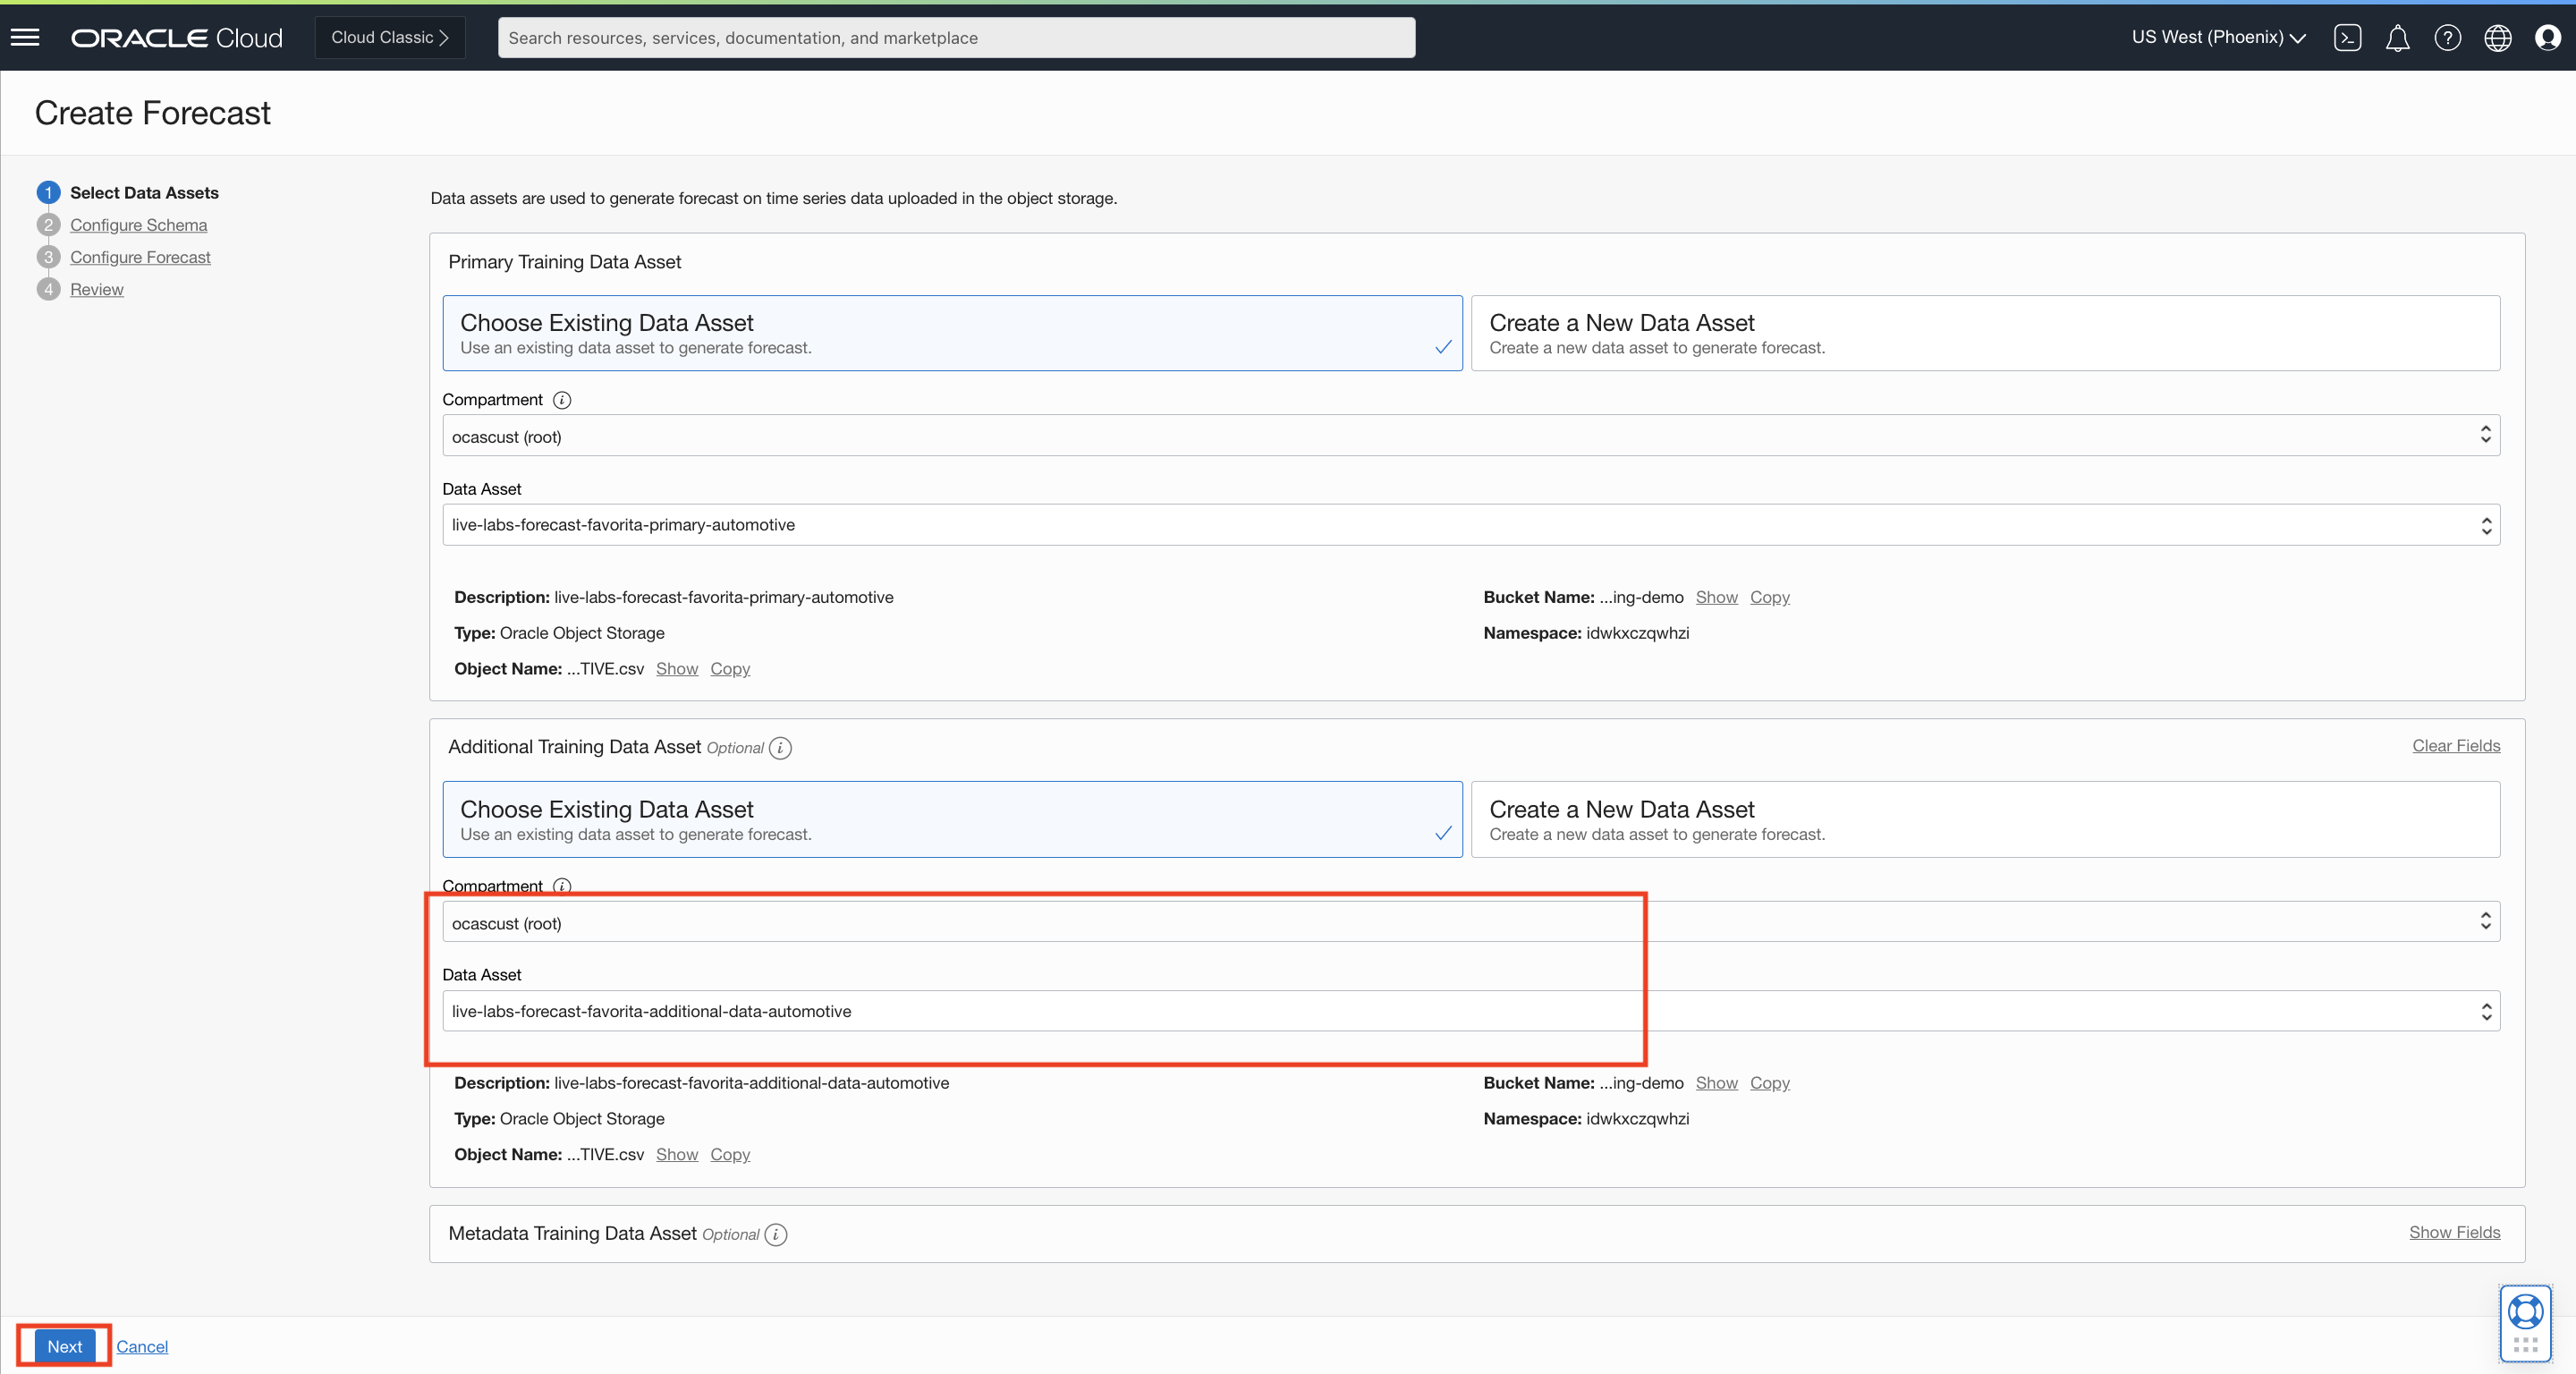 ORACLE Cloud
Cloud Classic
Search resources, services, documentation, and marketplace
US West (Phoenix)
Create Forecast
1 Select Data Assets
2 Configure Schema
3 Configure Forecast
4 Review
Data assets are used to generate forecast on time series data uploaded in the object storage.
Primary Training Data Asset
Choose Existing Data Asset
Use an existing data asset to generate forecast.
Create a New Data Asset
Create a new data asset to generate forecast.
Compartment i
ocascust (root)
Data Asset
live-labs-forecast-favorita-primary-automotive
Description: live-labs-forecast-favorita-primary-automotive
Type: Oracle Object Storage
Object Name: ...TIVE.csv Show Copy
Bucket Name: ...ing-demo Show Copy
Namespace: idwkxczqwhzi
Additional Training Data Asset Optional i
Clear Fields
Choose Existing Data Asset
Use an existing data asset to generate forecast.
Create a New Data Asset
Create a new data asset to generate forecast.
Compartment i
ocascust (root)
Data Asset
live-labs-forecast-favorita-additional-data-automotive
Description: live-labs-forecast-favorita-additional-data-automotive
Type: Oracle Object Storage
Object Name: ...TIVE.csv Show Copy
Bucket Name: ...ing-demo Show Copy
Namespace: idwkxczqwhzi
Metadata Training Data Asset Optional i
Show Fields
Next Cancel